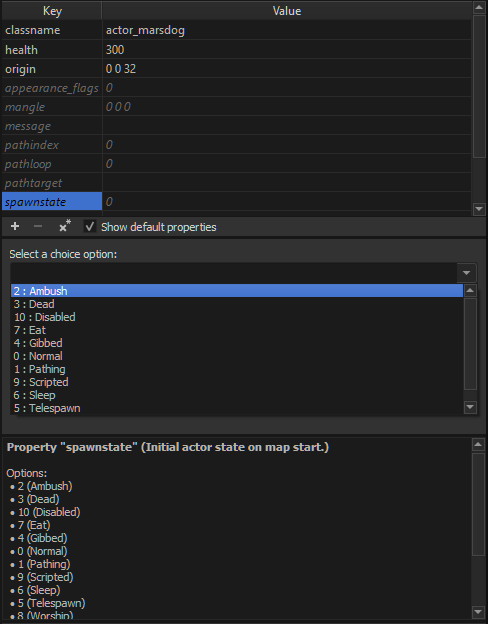 Key Value
classname actor_marsdog
health 300
origin 0 0 32
appearance_flags 0
mangle 0 0 0
message
pathindex 0
pathloop 0
pathtarget
spawnstate 0
+ − x* ✓ Show default properties
Select a choice option:
2 : Ambush
3 : Dead
10 : Disabled
7 : Eat
4 : Gibbed
0 : Normal
1 : Pathing
9 : Scripted
6 : Sleep
5 : Telespawn
Property "spawnstate" (Initial actor state on map start.)
Options:
• 2 (Ambush)
• 3 (Dead)
• 10 (Disabled)
• 7 (Eat)
• 4 (Gibbed)
• 0 (Normal)
• 1 (Pathing)
• 9 (Scripted)
• 6 (Sleep)
• 5 (Telespawn)
• 8 (Worship)